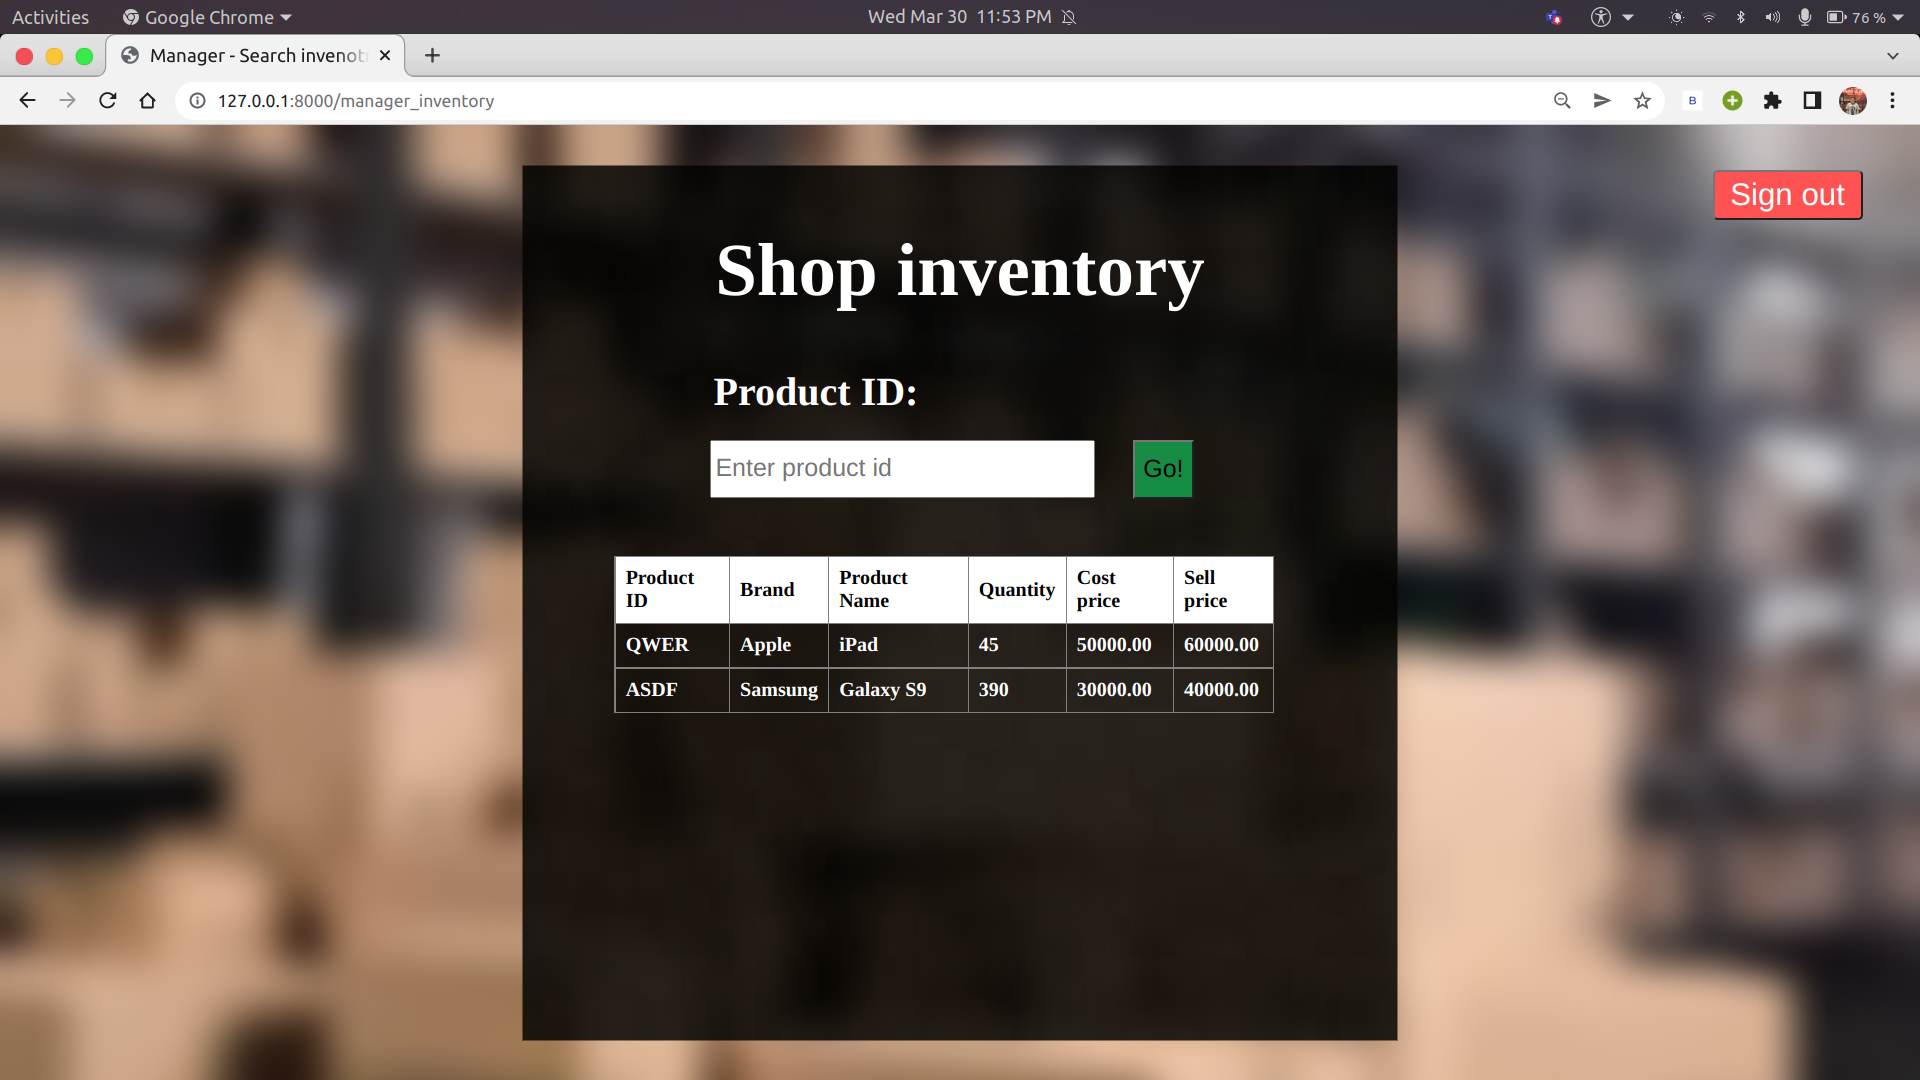 Activities
Google Chrome
Wed Mar 30 11:53 PM
76 %
Manager - Search invenot
127.0.0.1:8000/manager_inventory
B
Sign out
Shop inventory
Product ID:
Enter product id
Go!
Product ID Brand Product Name Quantity Cost price Sell price
QWER Apple iPad 45 50000.00 60000.00
ASDF Samsung Galaxy S9 390 30000.00 40000.00